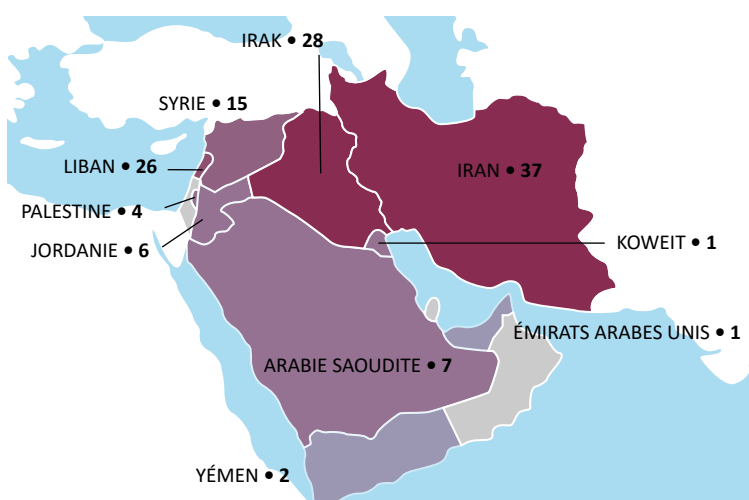 IRAK • 28
SYRIE • 15
LIBAN • 26
IRAN • 37
PALESTINE • 4
JORDANIE • 6
KOWEIT • 1
ÉMIRATS ARABES UNIS • 1
ARABIE SAOUDITE • 7
YÉMEN • 2